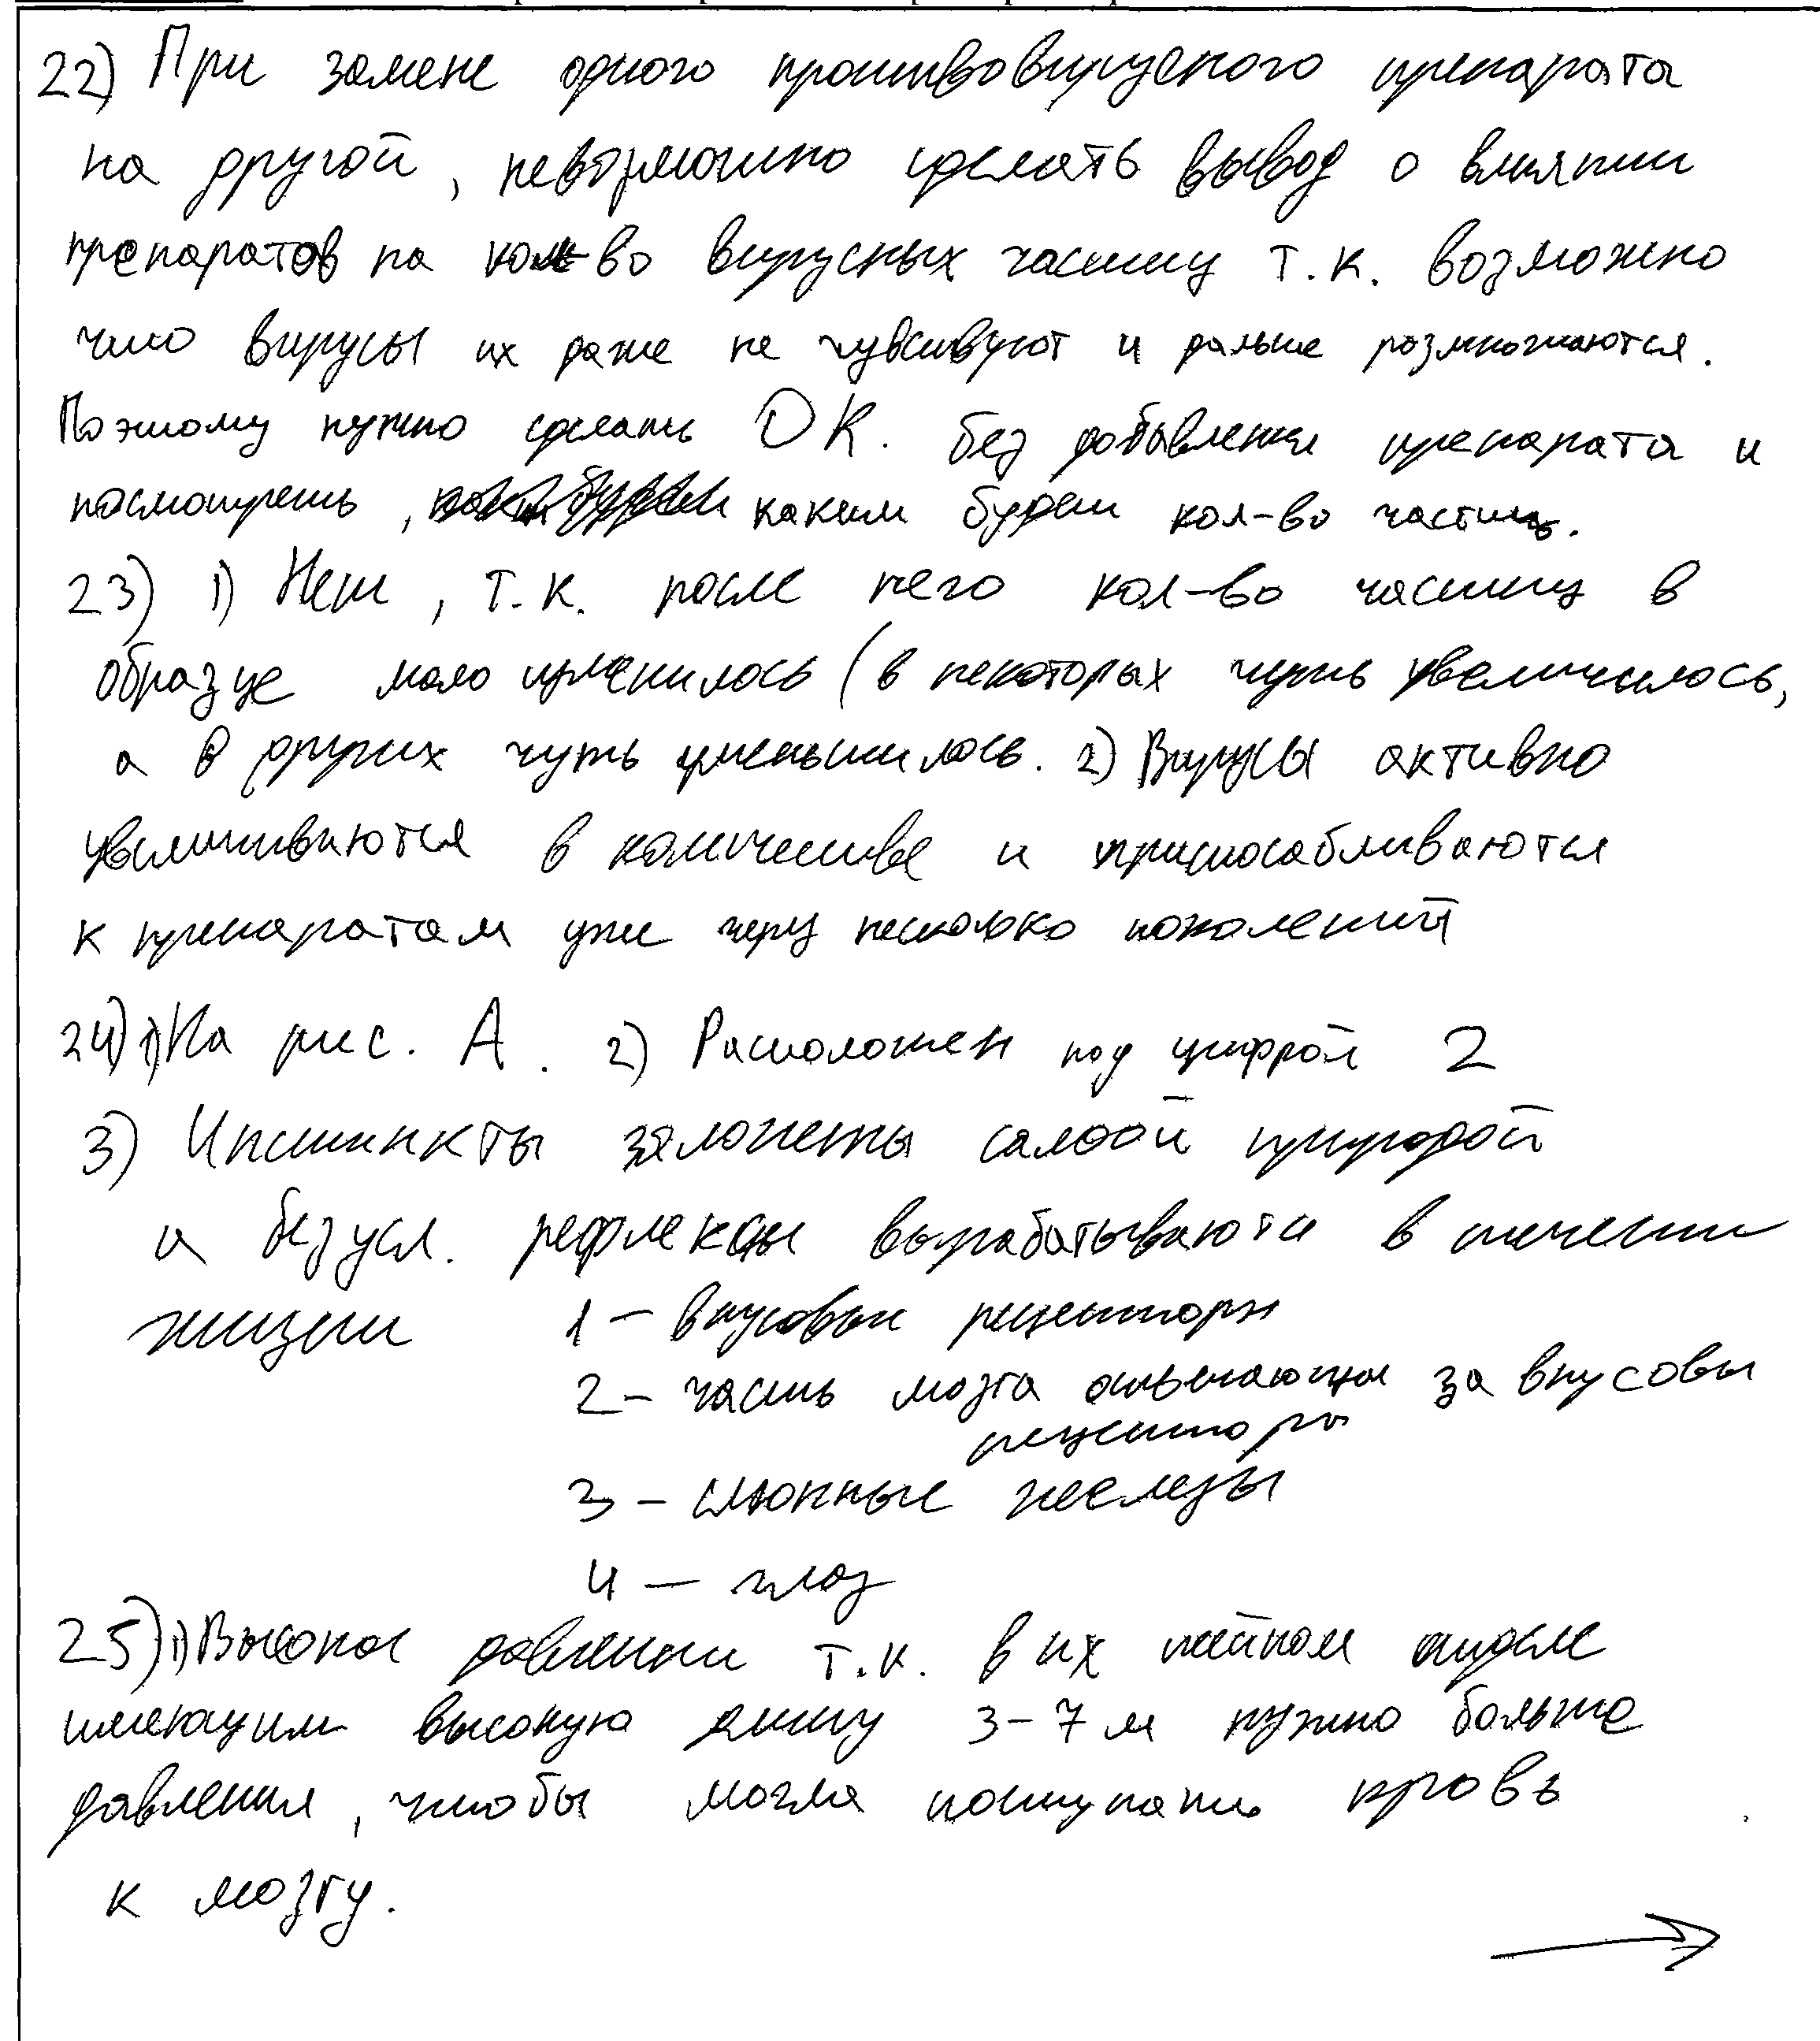 22) При замене одного противовирусного препарата
на другой, невозможно сделать вывод о влиянии
препаратов на кол-во вирусных частиц т.к. возможно
что вирусы их даже не чувсвуют и дальше размножаются.
Поэтому нужно сделать ОК. без добавления препарата и
посмотреть, каким будет кол-во частиц.
23) 1) Нет, т.к. после него кол-во частиц в
образце мало изменилось (в некоторых чуть увеличилось,
а в других чуть уменьшилось. 2) Вирусы активно
увеличиваются в количестве и приспосабливаются
к препаратам уже через несколько поколений
24) 1) На рис. А. 2) Расположен под цифрой 2
3) Инстинкты заложены самой природой
а безусл. рефлексы вырабатываются в течении
жизни 1 – вкусовые рецепторы
2 – часть мозга отвечающая за вкусовы
рецепторы
3 – слюнные железы
4 – глаз
25) 1) Высокое давление т.к. в их шейном отделе
имеющим высокую длину 3-7 м нужно больше
давления, чтобы могла поступать кровь
к мозгу.